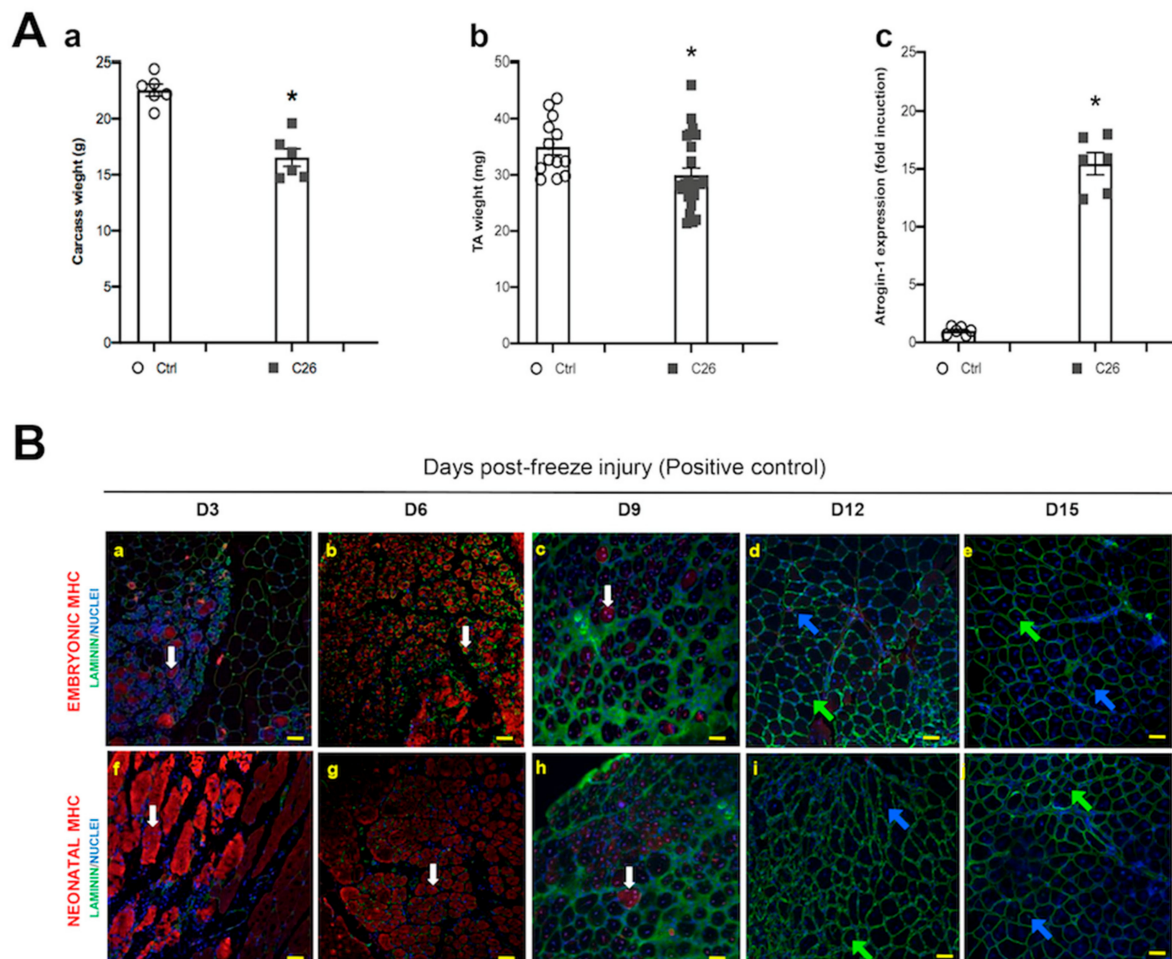 A
a
b
c
25
20
15
10
5
0
Carcass wieght (g)
*
Ctrl
C26
50
40
30
20
10
0
TA wieght (mg)
*
Ctrl
C26
25
20
15
10
5
0
Atrogin-1 expression (fold incuction)
*
Ctrl
C26
B
Days post-freeze injury (Positive control)
D3 D6 D9 D12 D15
EMBRYONIC MHC
LAMININ/NUCLEI
a b c d e
NEONATAL MHC
LAMININ/NUCLEI
f g h i j